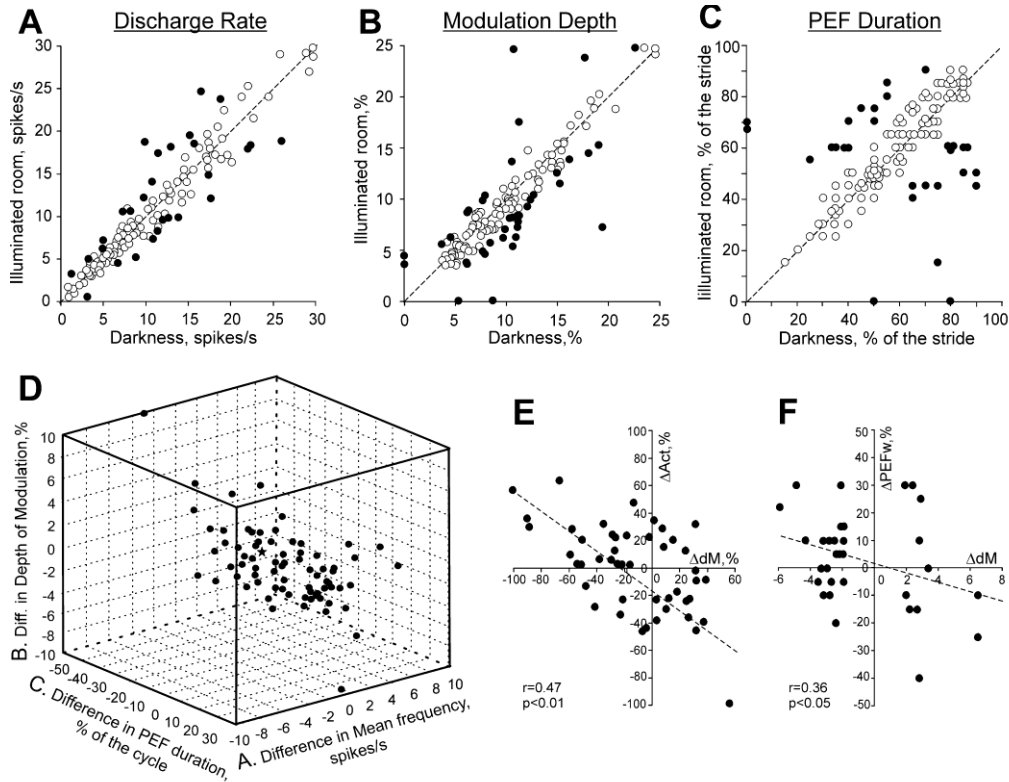 A
Discharge Rate
Illuminated room, spikes/s
30
25
20
15
10
5
0
0 5 10 15 20 25 30
Darkness, spikes/s
B
Modulation Depth
Illuminated room,%
25
20
15
10
5
0
0 5 10 15 20 25
Darkness,%
C
PEF Duration
Iilluminated room, % of the stride
100
80
60
40
20
0
20 40 60 80 100
Darkness, % of the stride
D
B. Diff. in Depth of Modulation,%
10
8
6
4
2
0
-2
-4
-6
-8
-10
-50 -40 -30 -20 -10 0 10 20 30
C. Difference in PEF duration,
% of the cycle
-10 -8 -6 -4 -2 0 2 4 6 8 10
A. Difference in Mean frequency,
spikes/s
E
ΔAct,%
100
80
60
40
20
-100 -80 -60 -40 -20 0 20 40 60
ΔdM,%
-20
-40
-60
-80
-100
r=0.47
p<0.01
F
ΔPEFw,%
50
40
30
20
10
-6 -4 -2 0 2 4 6 8
ΔdM
-10
-20
-30
-40
-50
r=0.36
p<0.05